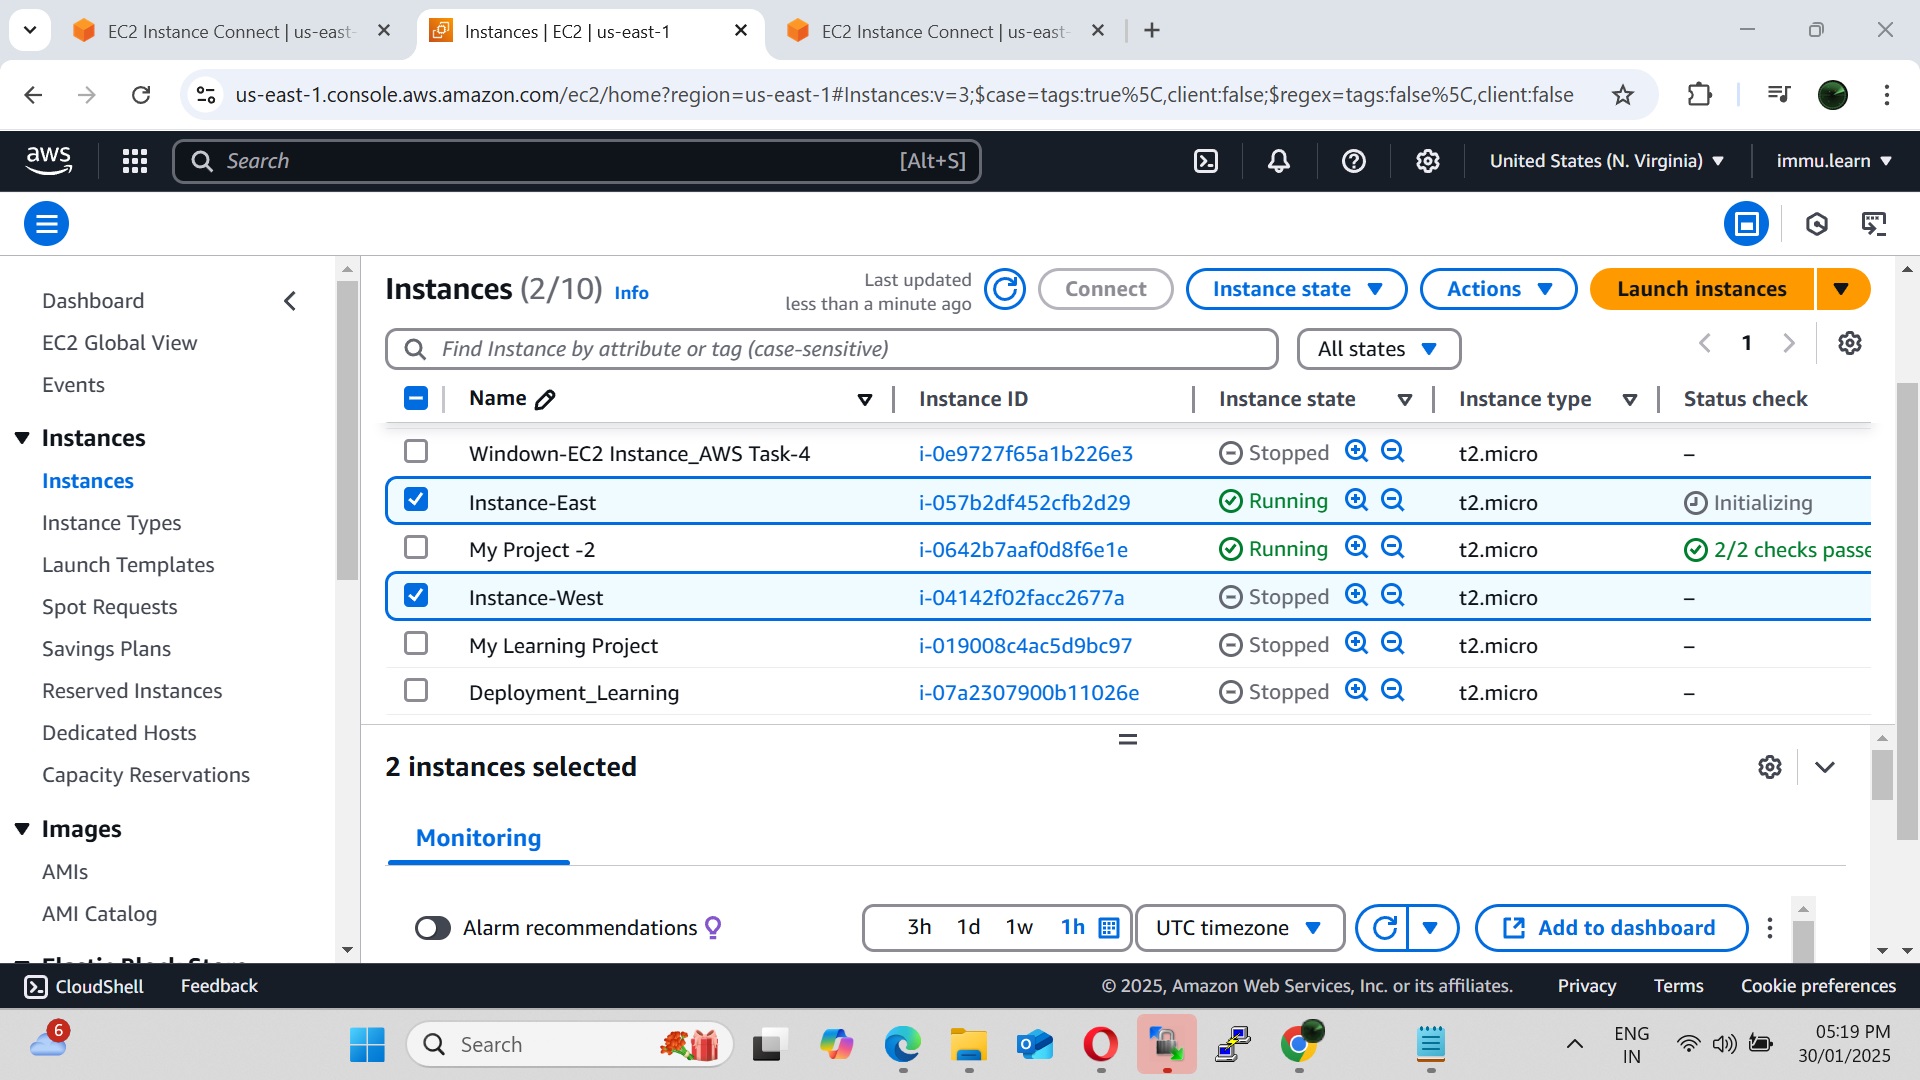 EC2 Instance Connect | us-east-
Instances | EC2 | us-east-1
EC2 Instance Connect | us-east-
us-east-1.console.aws.amazon.com/ec2/home?region=us-east-1#Instances:v=3;$case=tags:true%5C,client:false;$regex=tags:false%5C,client:false
aws
Search
[Alt+S]
United States (N. Virginia)
immu.learn
Dashboard
EC2 Global View
Events
Instances
Instances
Instance Types
Launch Templates
Spot Requests
Savings Plans
Reserved Instances
Dedicated Hosts
Capacity Reservations
Images
AMIs
AMI Catalog
Instances (2/10) Info
Last updated
less than a minute ago
Connect
Instance state
Actions
Launch instances
Find Instance by attribute or tag (case-sensitive)
All states
1
Name Instance ID Instance state Instance type Status check
Windown-EC2 Instance_AWS Task-4 i-0e9727f65a1b226e3 Stopped t2.micro –
Instance-East i-057b2df452cfb2d29 Running t2.micro Initializing
My Project -2 i-0642b7aaf0d8f6e1e Running t2.micro 2/2 checks passe
Instance-West i-04142f02facc2677a Stopped t2.micro –
My Learning Project i-019008c4ac5d9bc97 Stopped t2.micro –
Deployment_Learning i-07a2307900b11026e Stopped t2.micro –
2 instances selected
Monitoring
Alarm recommendations
3h 1d 1w 1h
UTC timezone
Add to dashboard
CloudShell
Feedback
© 2025, Amazon Web Services, Inc. or its affiliates.
Privacy
Terms
Cookie preferences
6
Search
ENG
IN
05:19 PM
30/01/2025